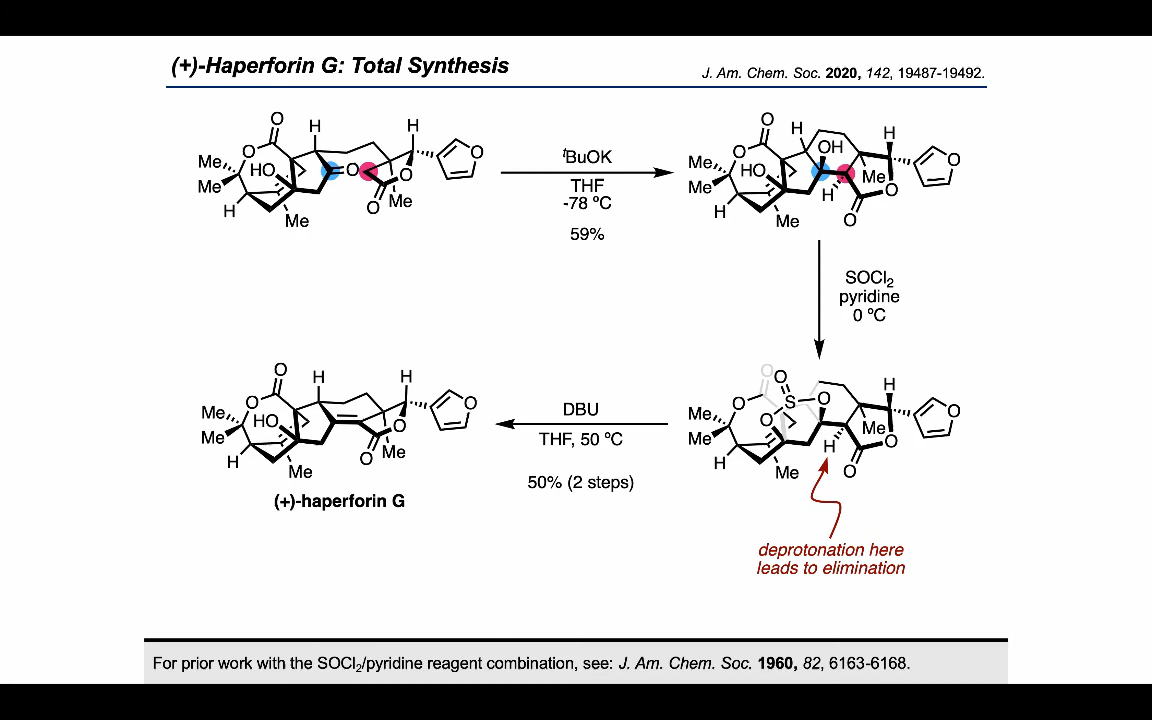 (+)-Haperforin G: Total Synthesis
J. Am. Chem. Soc. 2020, 142, 19487-19492.
O
H
H
O
Me
Me
HO
O
O
O
O
H
Me
Me
ᵗBuOK
THF
-78 ºC
59%
O
H
OH
H
O
O
Me
Me
HO
H
Me
O
O
H
Me
SOCl₂
pyridine
0 ºC
O
H
H
O
O
Me
Me
HO
O
O
H
Me
Me
(+)-haperforin G
DBU
THF, 50 ºC
50% (2 steps)
O
O
S
O
O
O
H
O
Me
Me
Me
H
O
O
H
Me
deprotonation here
leads to elimination
For prior work with the SOCl₂/pyridine reagent combination, see: J. Am. Chem. Soc. 1960, 82, 6163-6168.